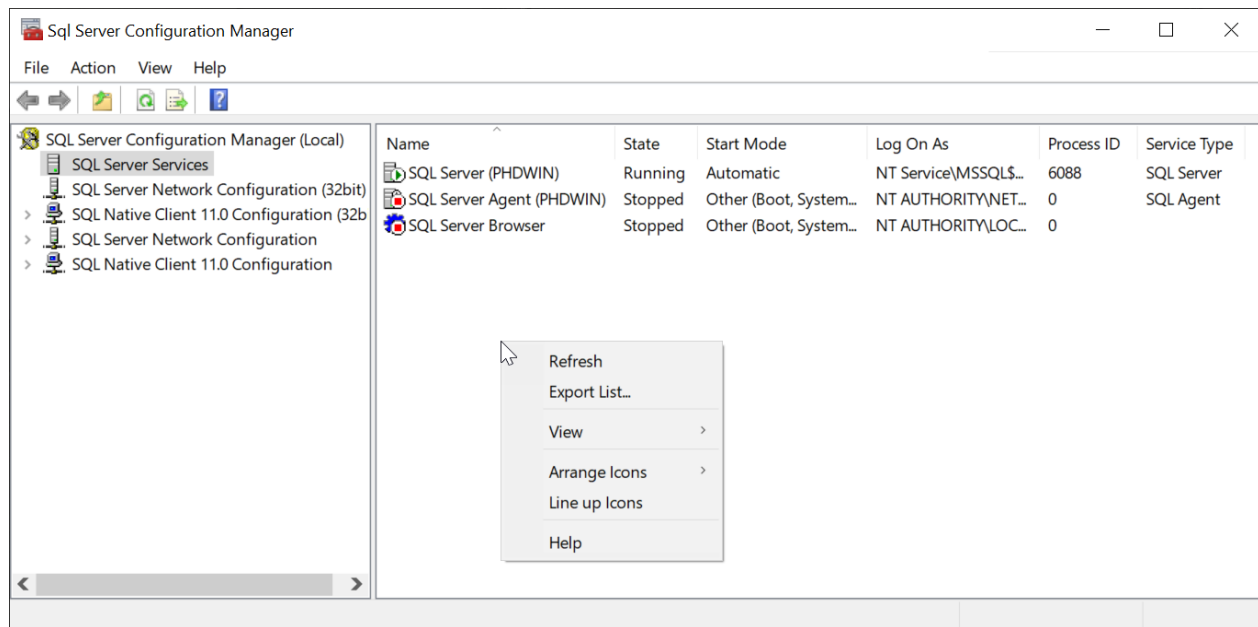 Sql Server Configuration Manager
File Action View Help
SQL Server Configuration Manager (Local)
SQL Server Services
SQL Server Network Configuration (32bit)
SQL Native Client 11.0 Configuration (32b
SQL Server Network Configuration
SQL Native Client 11.0 Configuration
Name State Start Mode Log On As Process ID Service Type
SQL Server (PHDWIN) Running Automatic NT Service\MSSQL$... 6088 SQL Server
SQL Server Agent (PHDWIN) Stopped Other (Boot, System... NT AUTHORITY\NET... 0 SQL Agent
SQL Server Browser Stopped Other (Boot, System... NT AUTHORITY\LOC... 0
Refresh
Export List...
View
Arrange Icons
Line up Icons
Help